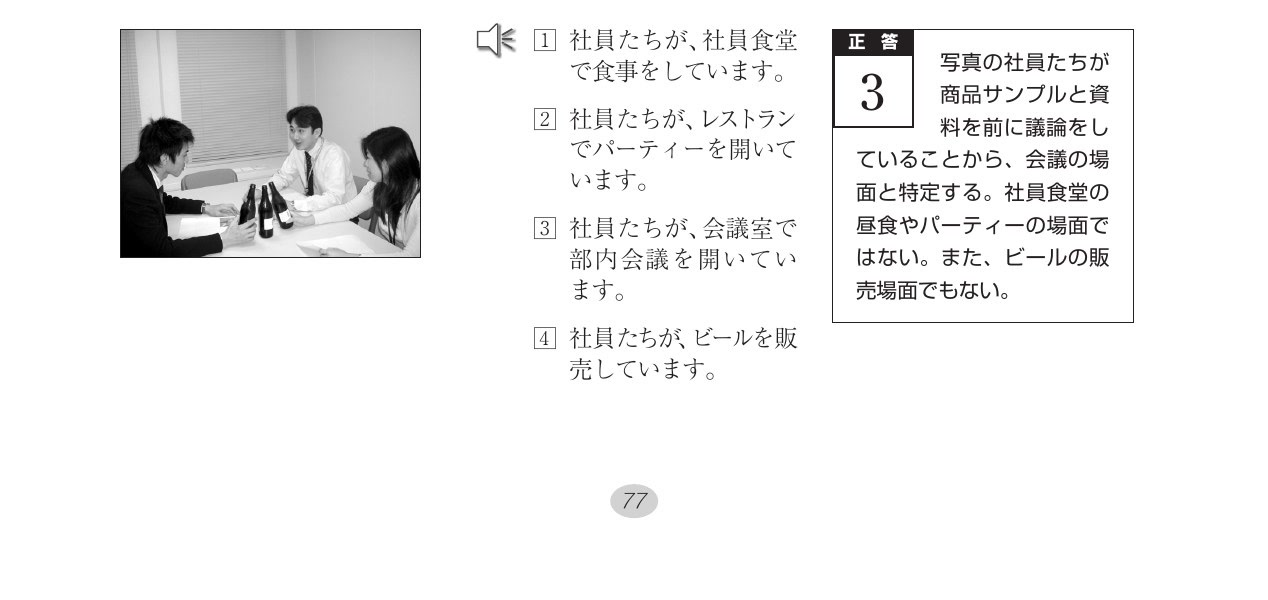 1 社員たちが、社員食堂
で食事をしています。
2 社員たちが、レストラン
でパーティーを開いて
います。
3 社員たちが、会議室で
部内会議を開いてい
ます。
4 社員たちが、ビールを販
売しています。
正答
3
写真の社員たちが
商品サンプルと資
料を前に議論をし
ていることから、会議の場
面と特定する。社員食堂の
昼食やパーティーの場面で
はない。また、ビールの販
売場面でもない。
77